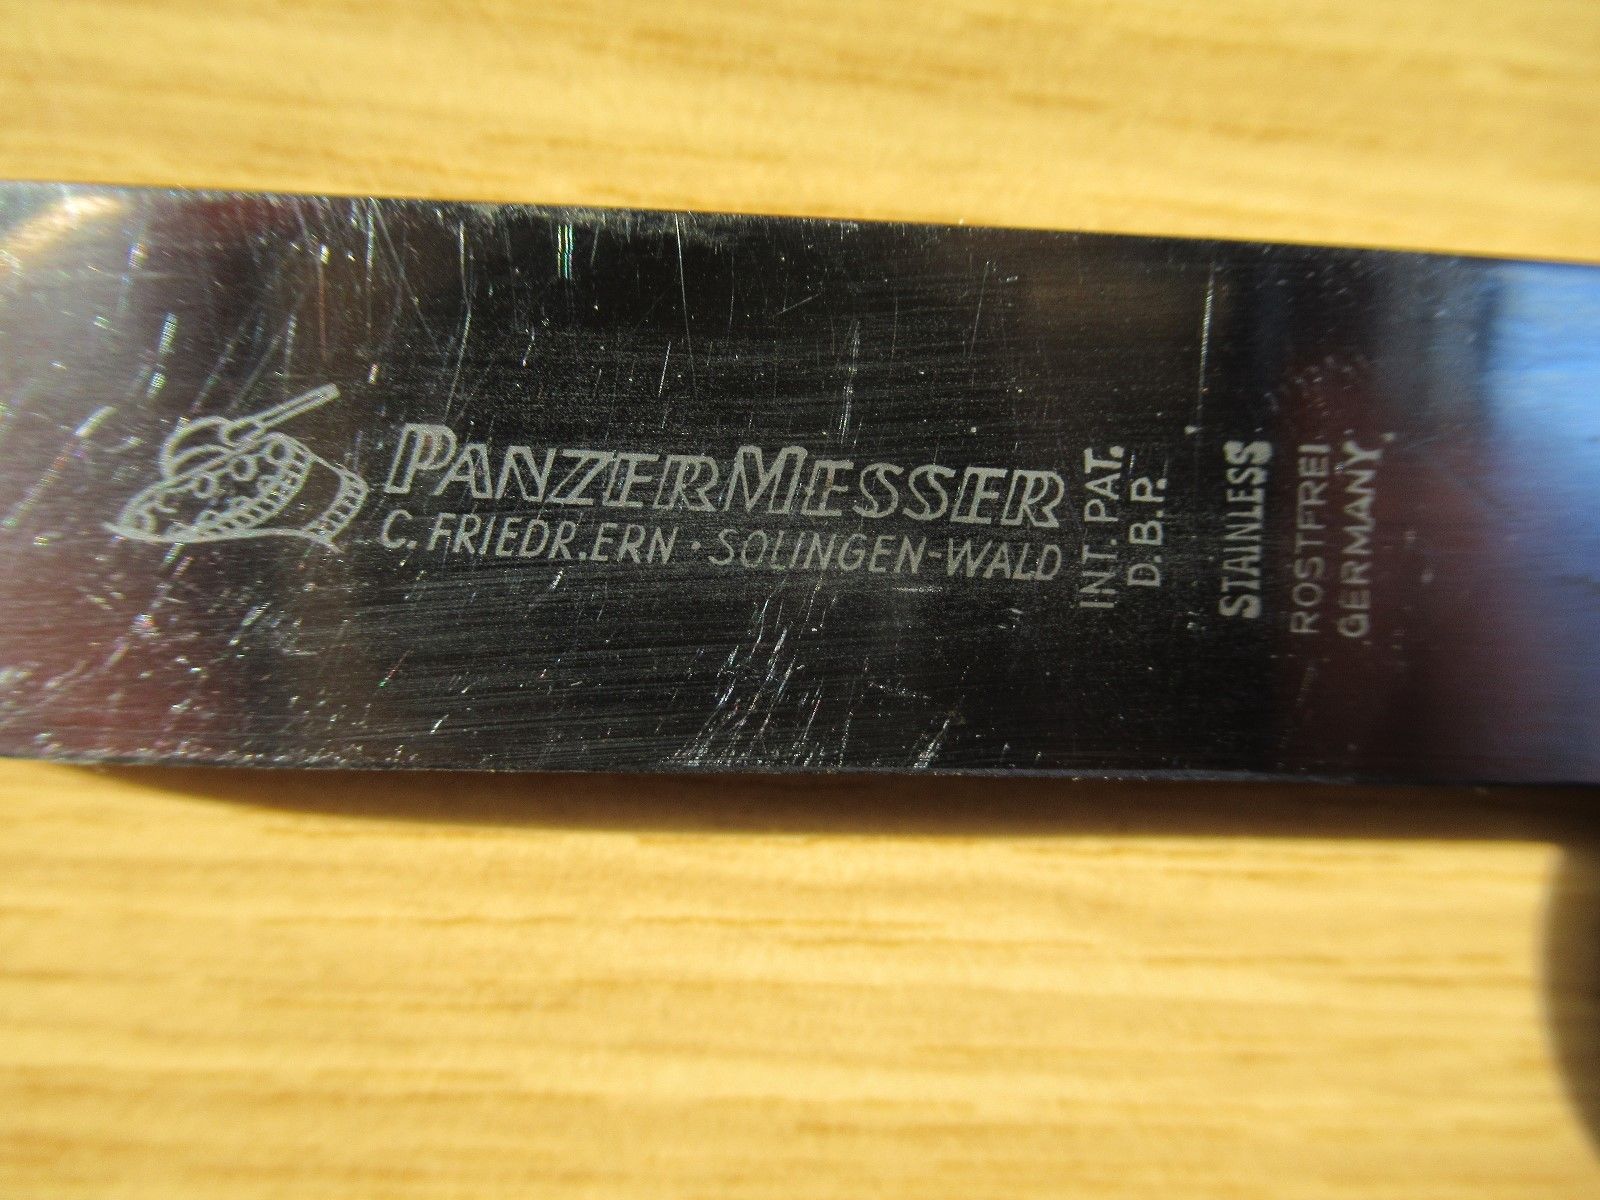 PANZERMESSER
C. FRIEDR. ERN · SOLINGEN-WALD
INT. PAT.
D.B.P.
STAINLESS
ROSTFREI
GERMANY.